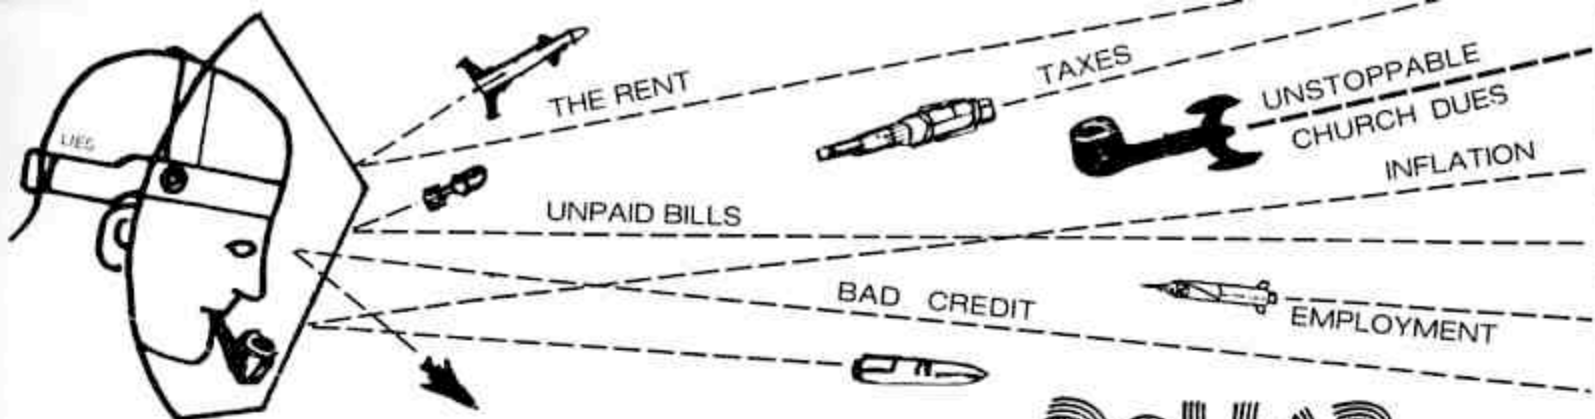 LIES
THE RENT
TAXES
UNSTOPPABLE
CHURCH DUES
INFLATION
UNPAID BILLS
BAD CREDIT
EMPLOYMENT